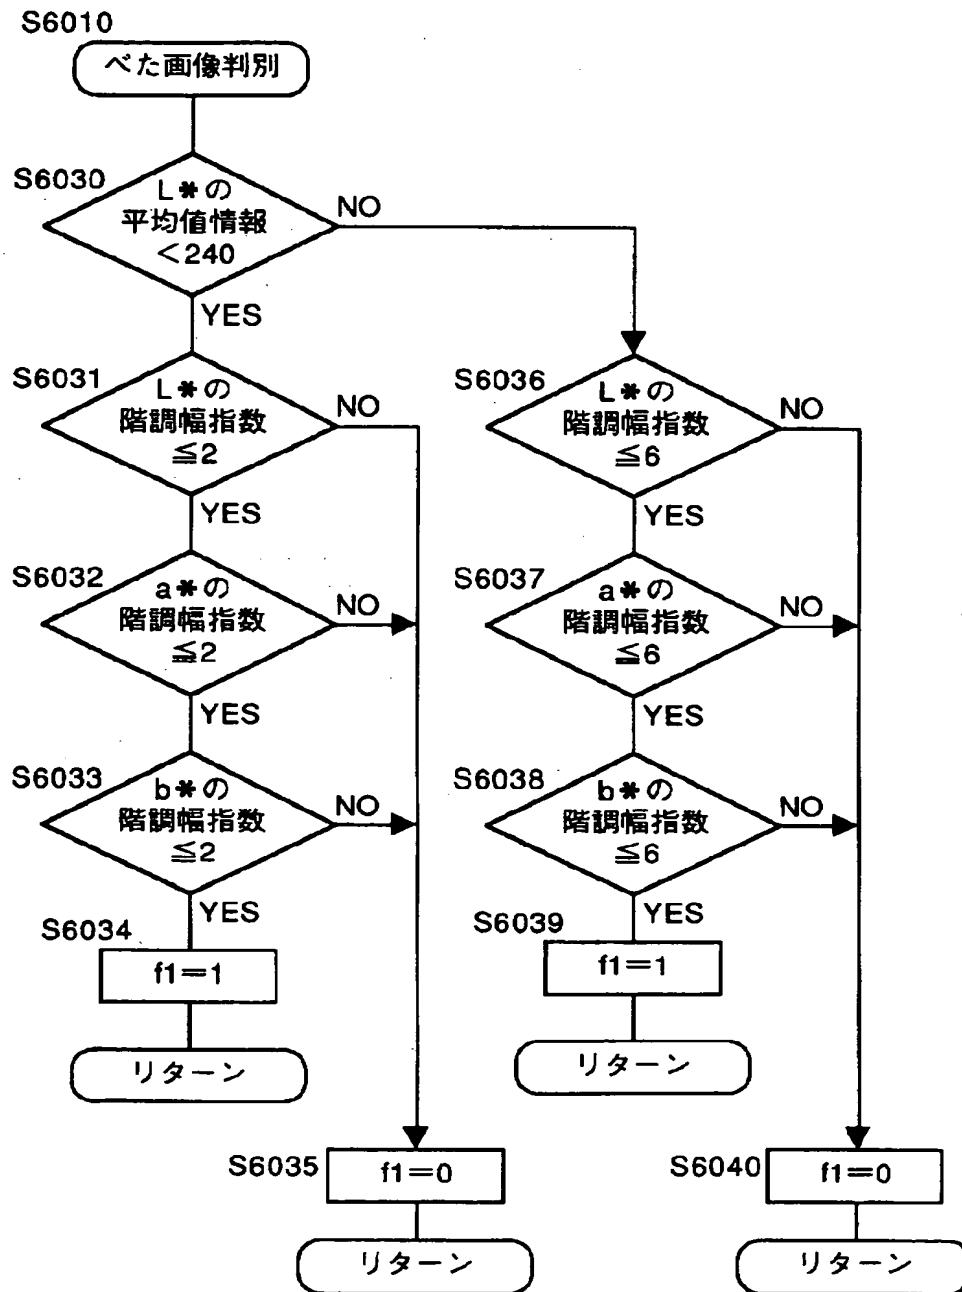 S6010
べた画像判別
S6030
L*の
平均値情報
<240
NO
YES
S6031
L*の
階調幅指数
≦2
NO
YES
S6032
a*の
階調幅指数
≦2
NO
YES
S6033
b*の
階調幅指数
≦2
NO
YES
S6034
f1=1
リターン
S6035
f1=0
リターン
S6036
L*の
階調幅指数
≦6
NO
YES
S6037
a*の
階調幅指数
≦6
NO
YES
S6038
b*の
階調幅指数
≦6
NO
YES
S6039
f1=1
リターン
S6040
f1=0
リターン